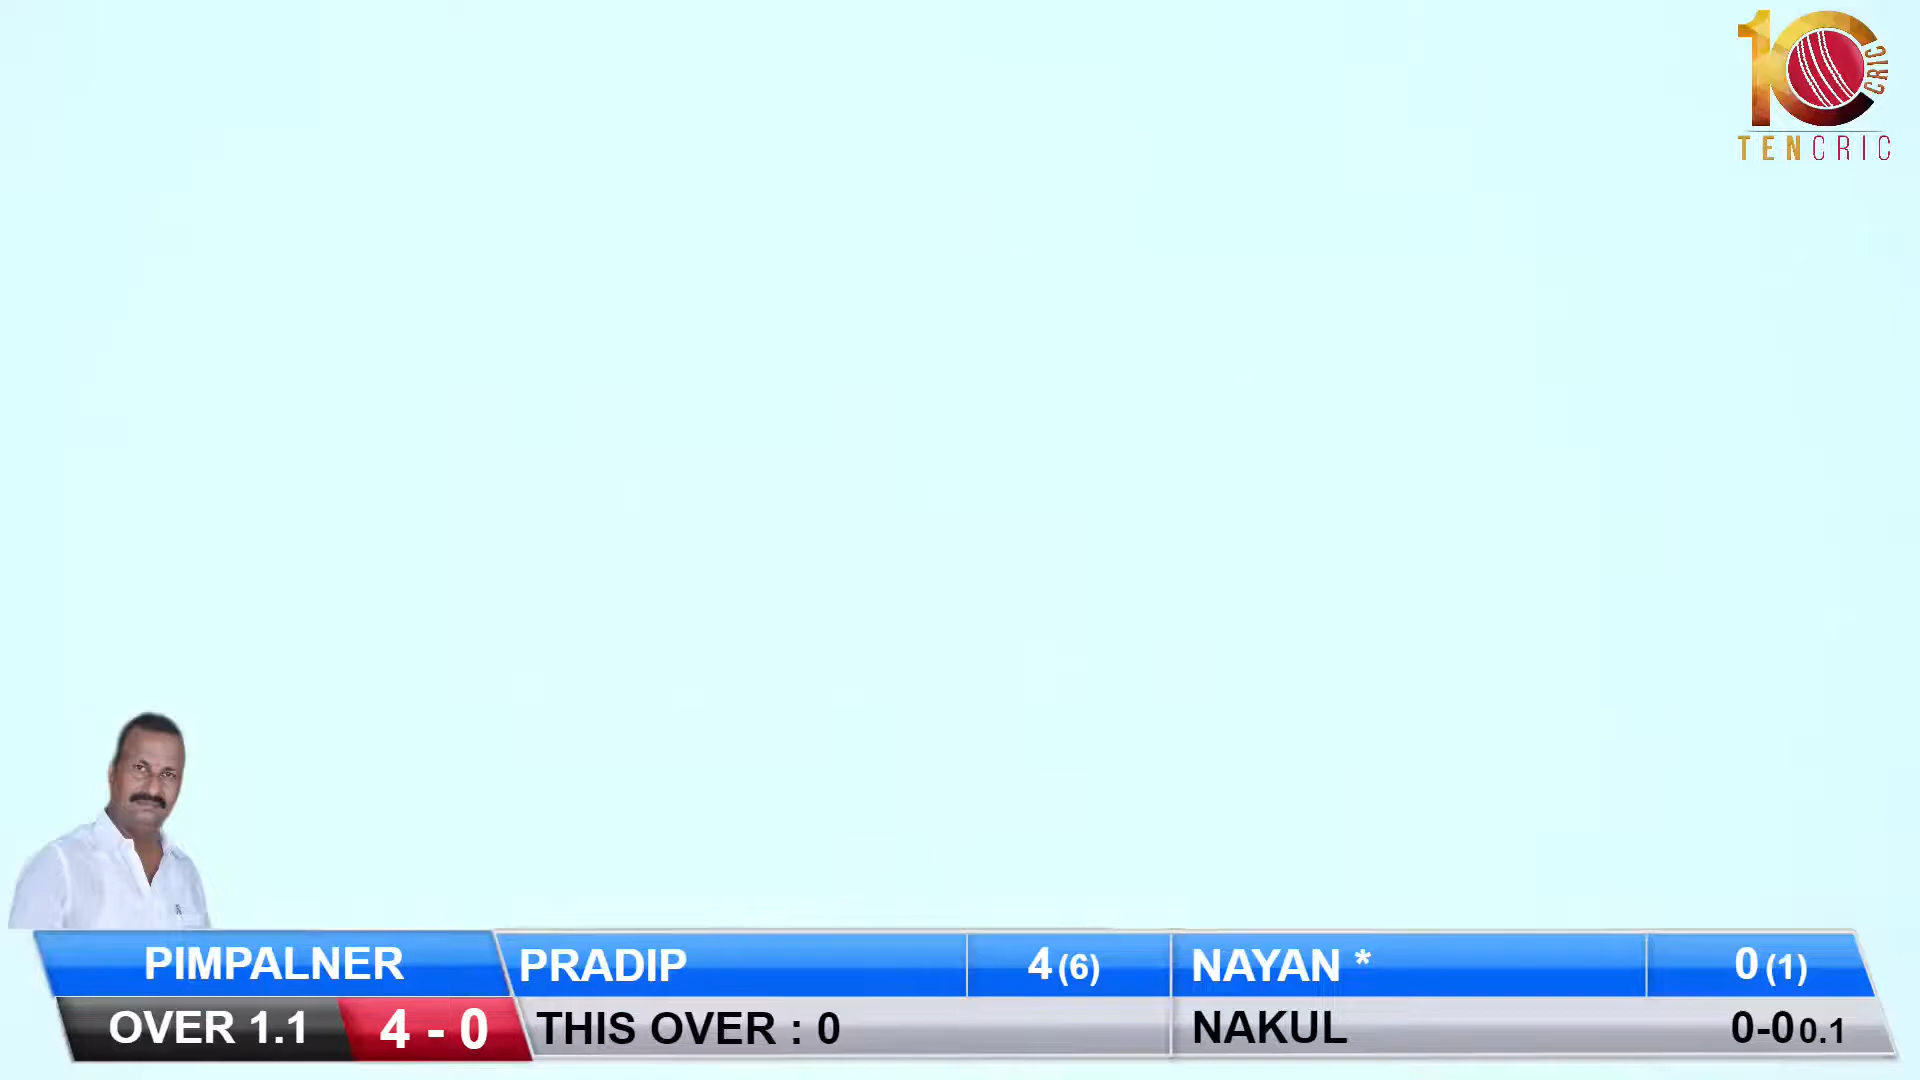 10
CRIC
TENCRIC
PIMPALNER PRADIP 4 (6) NAYAN * 0 (1)
OVER 1.1 4 - 0 THIS OVER : 0 NAKUL 0-0 0.1